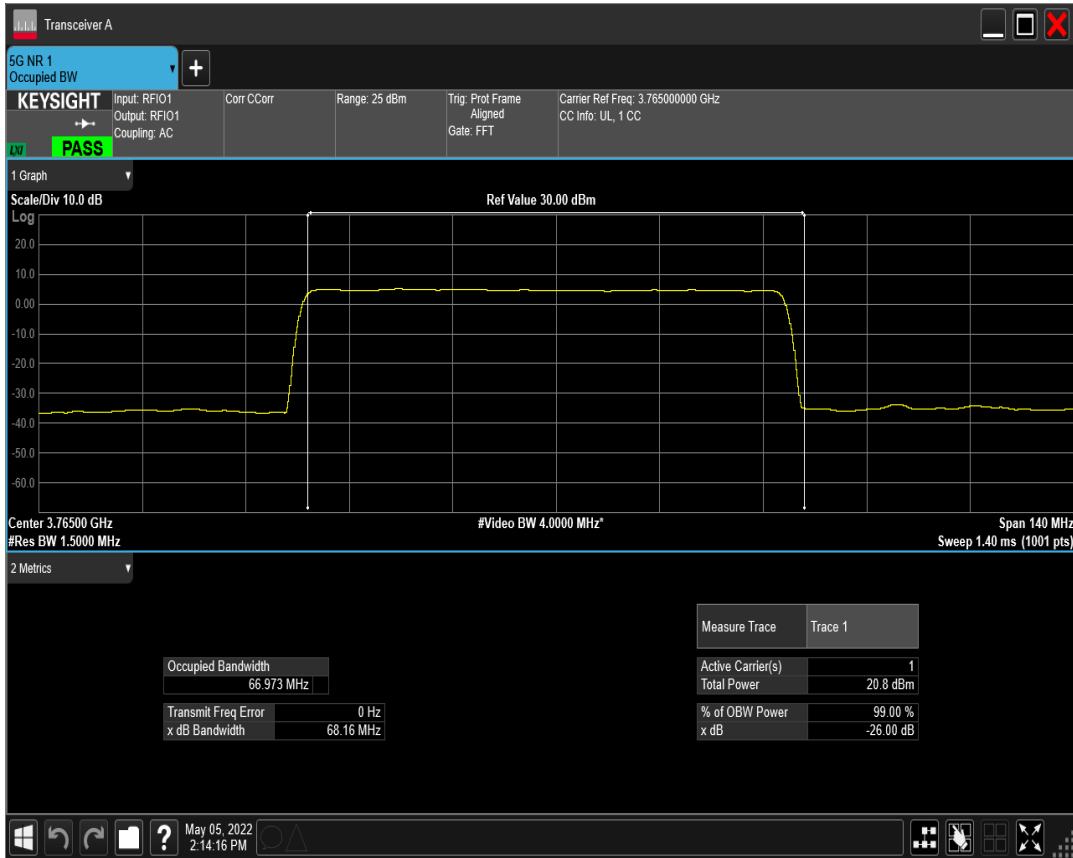 Transceiver A
5G NR 1
Occupied BW
+
KEYSIGHT
LXI
PASS
Input: RFIO1
Output: RFIO1
Coupling: AC
Corr CCorr
Range: 25 dBm
Trig: Prot Frame
Aligned
Gate: FFT
Carrier Ref Freq: 3.765000000 GHz
CC Info: UL, 1 CC
1 Graph
Scale/Div 10.0 dB
Ref Value 30.00 dBm
Log
20.0
10.0
0.00
-10.0
-20.0
-30.0
-40.0
-50.0
-60.0
Center 3.76500 GHz
#Video BW 4.0000 MHz*
Span 140 MHz
#Res BW 1.5000 MHz
Sweep 1.40 ms (1001 pts)
2 Metrics
Measure Trace Trace 1
Occupied Bandwidth
66.973 MHz
Active Carrier(s) 1
Total Power 20.8 dBm
Transmit Freq Error 0 Hz
x dB Bandwidth 68.16 MHz
% of OBW Power 99.00 %
x dB -26.00 dB
?
May 05, 2022
2:14:16 PM